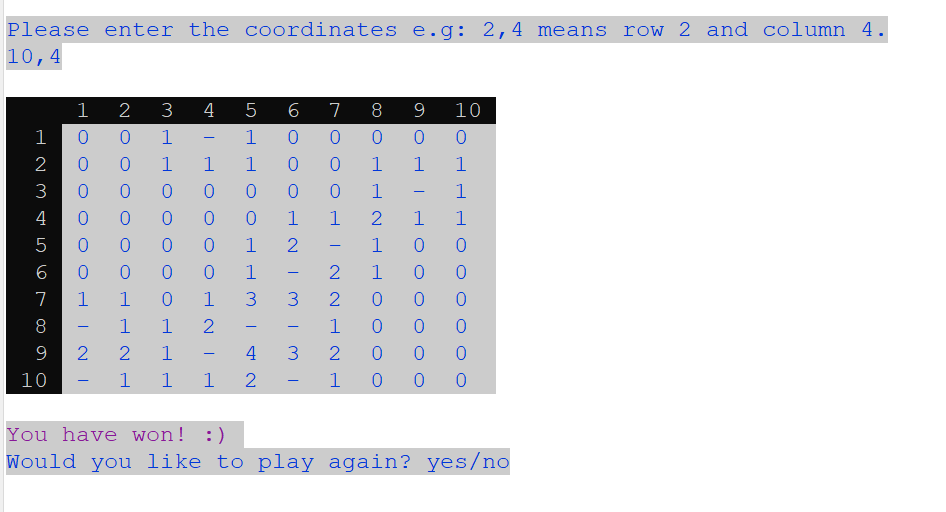 Please enter the coordinates e.g: 2,4 means row 2 and column 4.
10,4
1 2 3 4 5 6 7 8 9 10
1 0 0 1 – 1 0 0 0 0 0
2 0 0 1 1 1 0 0 1 1 1
3 0 0 0 0 0 0 0 1 – 1
4 0 0 0 0 0 1 1 2 1 1
5 0 0 0 0 1 2 – 1 0 0
6 0 0 0 0 1 – 2 1 0 0
7 1 1 0 1 3 3 2 0 0 0
8 – 1 1 2 – – 1 0 0 0
9 2 2 1 – 4 3 2 0 0 0
10 – 1 1 1 2 – 1 0 0 0
You have won! :)
Would you like to play again? yes/no